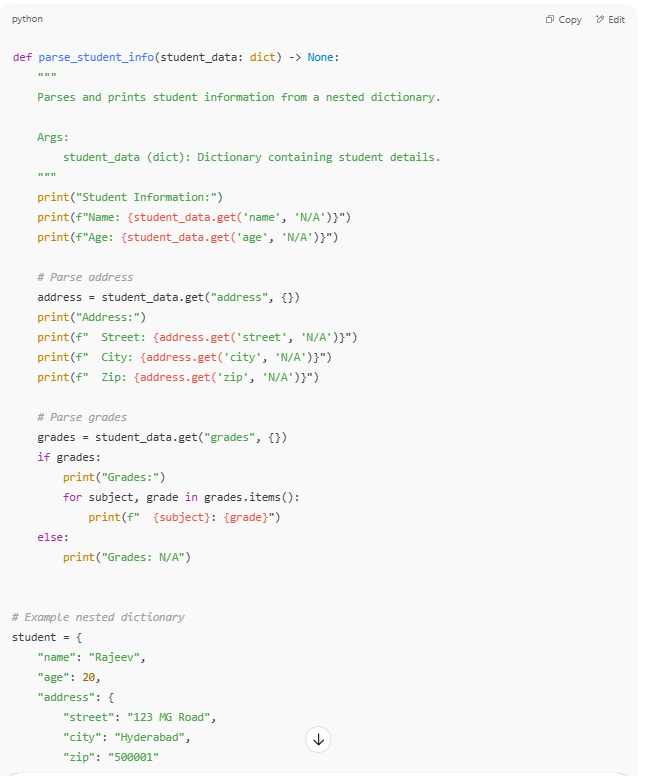 python
Copy
Edit
def parse_student_info(student_data: dict) -> None:
    """
    Parses and prints student information from a nested dictionary.

    Args:
        student_data (dict): Dictionary containing student details.
    """
    print("Student Information:")
    print(f"Name: {student_data.get('name', 'N/A')}")
    print(f"Age: {student_data.get('age', 'N/A')}")

    # Parse address
    address = student_data.get("address", {})
    print("Address:")
    print(f"  Street: {address.get('street', 'N/A')}")
    print(f"  City: {address.get('city', 'N/A')}")
    print(f"  Zip: {address.get('zip', 'N/A')}")

    # Parse grades
    grades = student_data.get("grades", {})
    if grades:
        print("Grades:")
        for subject, grade in grades.items():
            print(f"  {subject}: {grade}")
    else:
        print("Grades: N/A")


# Example nested dictionary
student = {
    "name": "Rajeev",
    "age": 20,
    "address": {
        "street": "123 MG Road",
        "city": "Hyderabad",
        "zip": "500001"